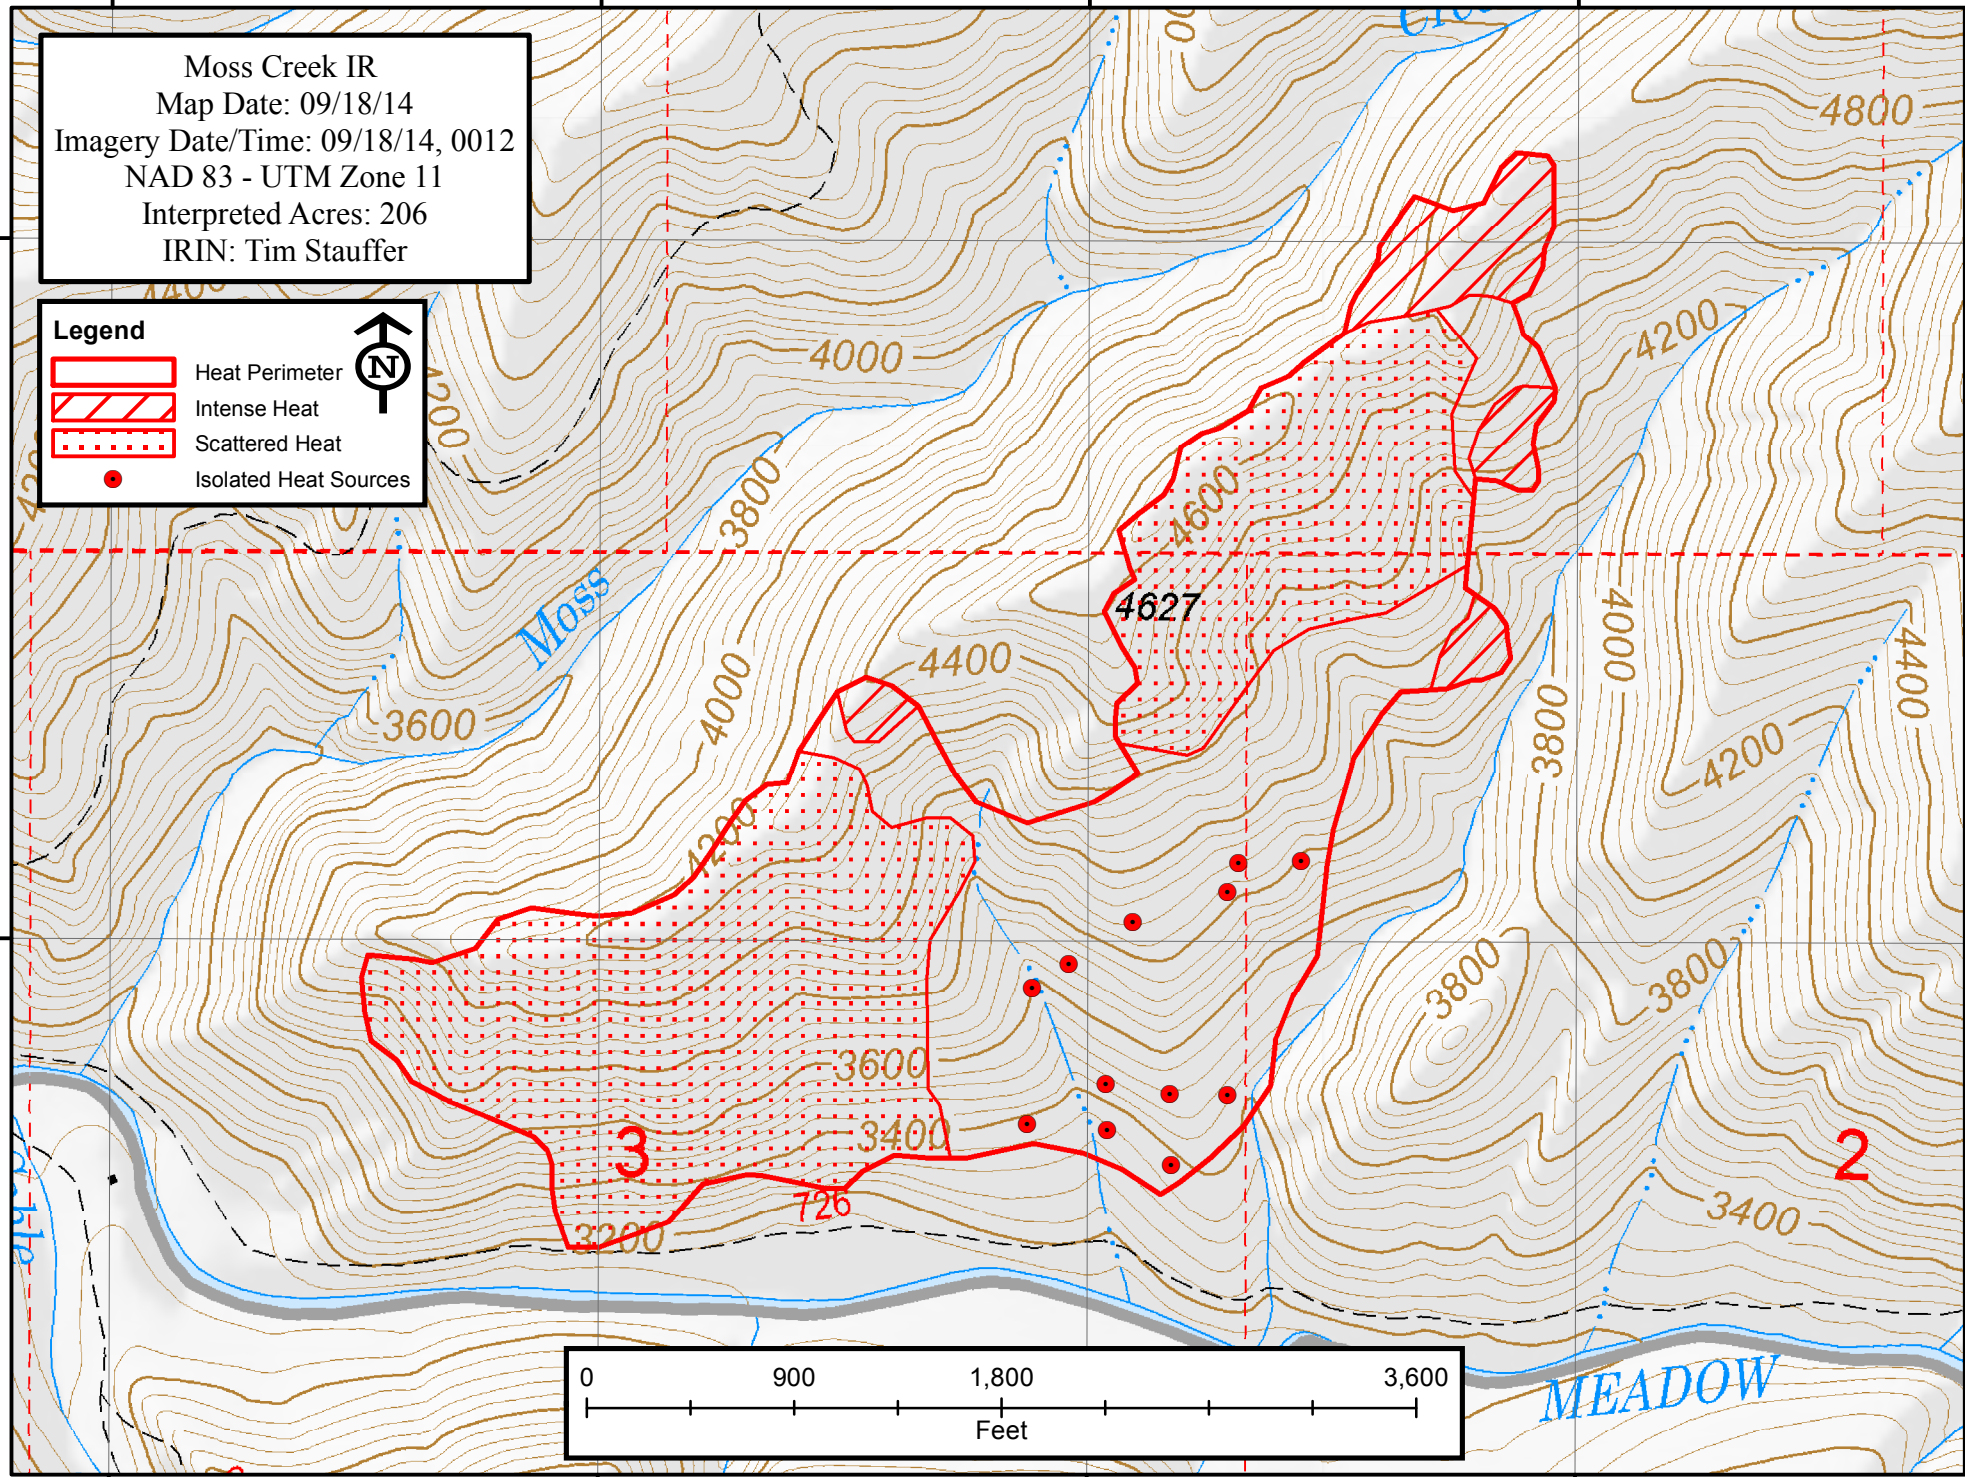 Moss Creek IR
Map Date: 09/18/14
Imagery Date/Time: 09/18/14, 0012
NAD 83 - UTM Zone 11
Interpreted Acres: 206
IRIN: Tim Stauffer
Legend
N
Heat Perimeter
Intense Heat
Scattered Heat
Isolated Heat Sources
4800
4200
4000
4200
3800
4600
Moss
4627
4000
4400
4400
4000
3600
3800
4200
4200
3800
3800
3600
3400
3
2
726
3400
3200
MEADOW
0 900 1,800 3,600
Feet